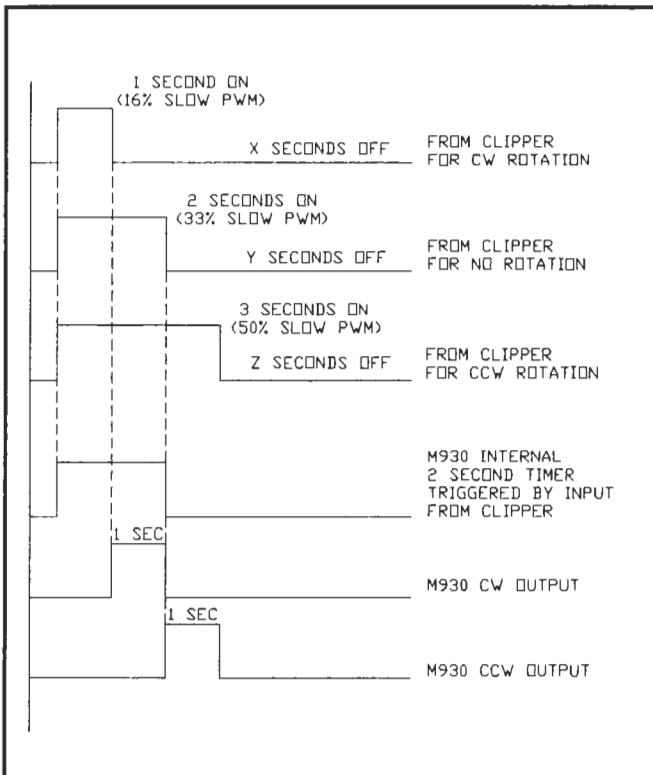 1 SECOND ON
(16% SLOW PWM)
X SECONDS OFF
FROM CLIPPER
FOR CW ROTATION
2 SECONDS ON
(33% SLOW PWM)
Y SECONDS OFF
FROM CLIPPER
FOR NO ROTATION
3 SECONDS ON
(50% SLOW PWM)
Z SECONDS OFF
FROM CLIPPER
FOR CCW ROTATION
M930 INTERNAL
2 SECOND TIMER
TRIGGERED BY INPUT
FROM CLIPPER
1 SEC
M930 CW OUTPUT
1 SEC
M930 CCW OUTPUT